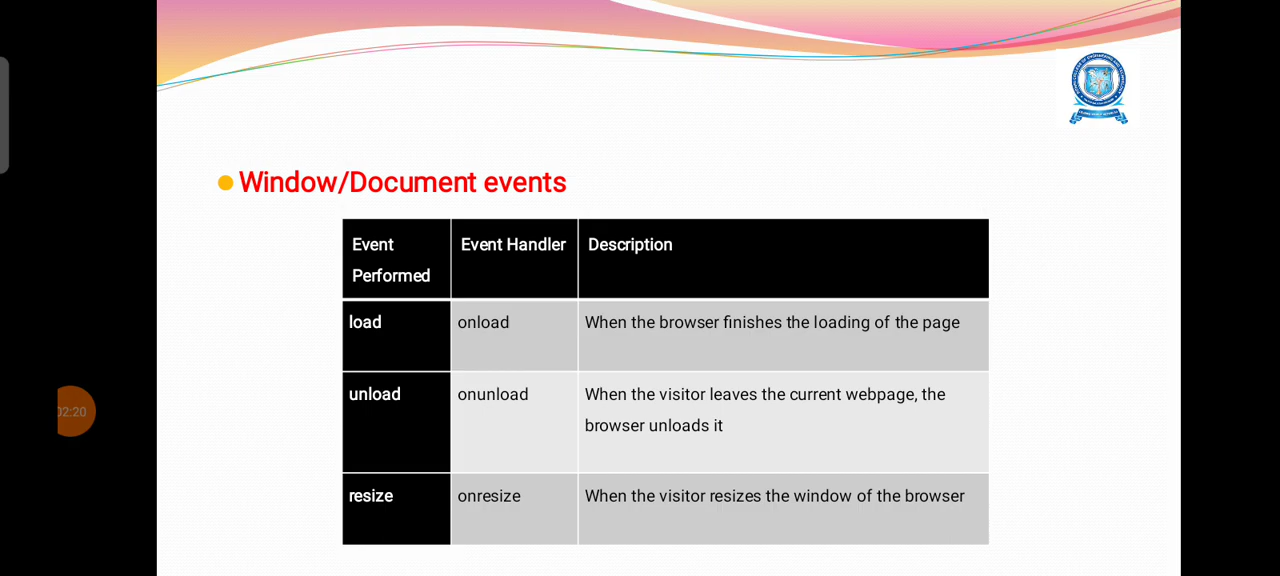 Window/Document events
Event Performed
Event Handler
Description
load
onload
When the browser finishes the loading of the page
unload
onunload
When the visitor leaves the current webpage, the
browser unloads it
resize
onresize
When the visitor resizes the window of the browser
02:20